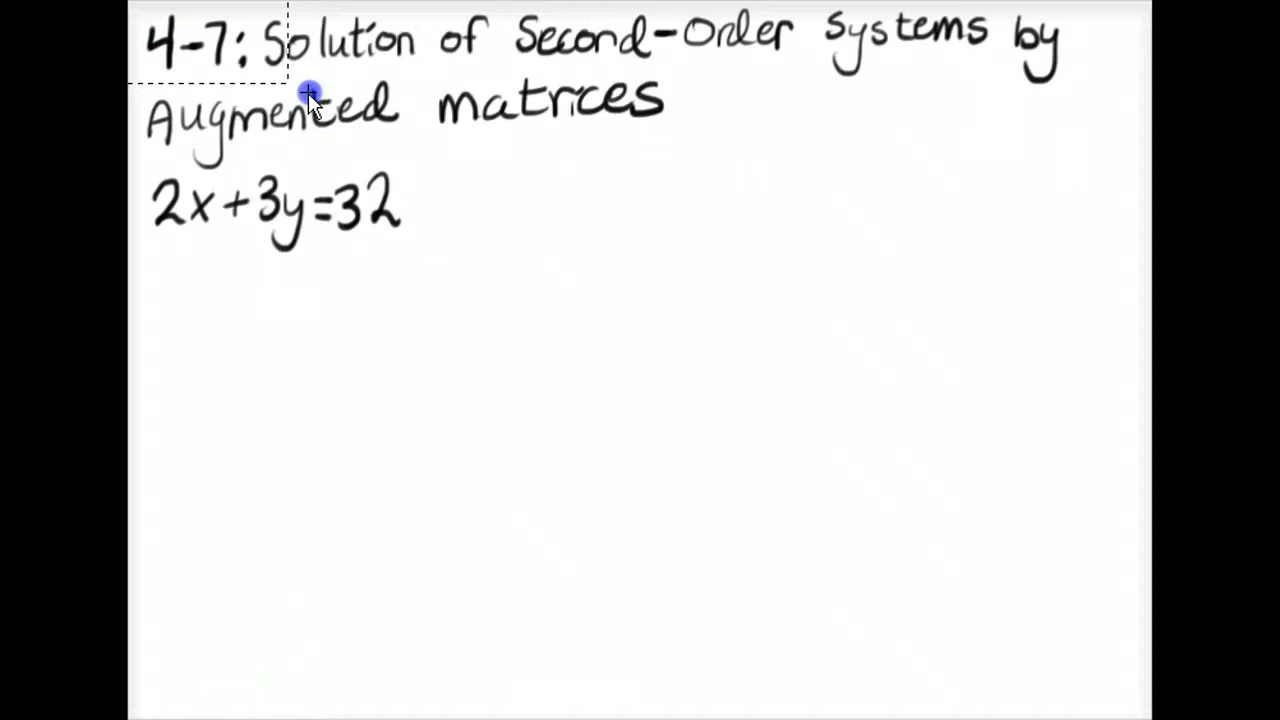 4-7: Solution of Second-Order Systems by
Augmented matrices
2x+3y=32